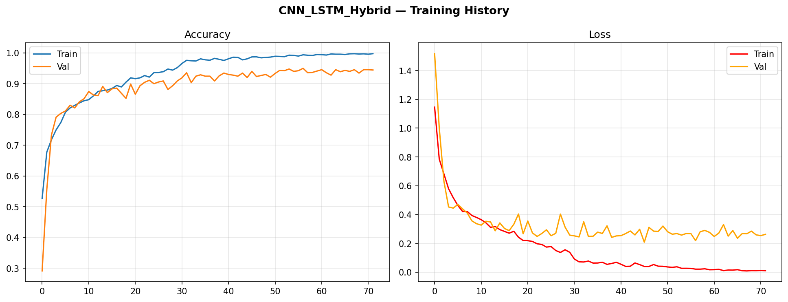 CNN_LSTM_Hybrid — Training History
Accuracy
Train
Val
1.0
0.9
0.8
0.7
0.6
0.5
0.4
0.3
0 10 20 30 40 50 60 70
Loss
Train
Val
1.4
1.2
1.0
0.8
0.6
0.4
0.2
0.0
0 10 20 30 40 50 60 70